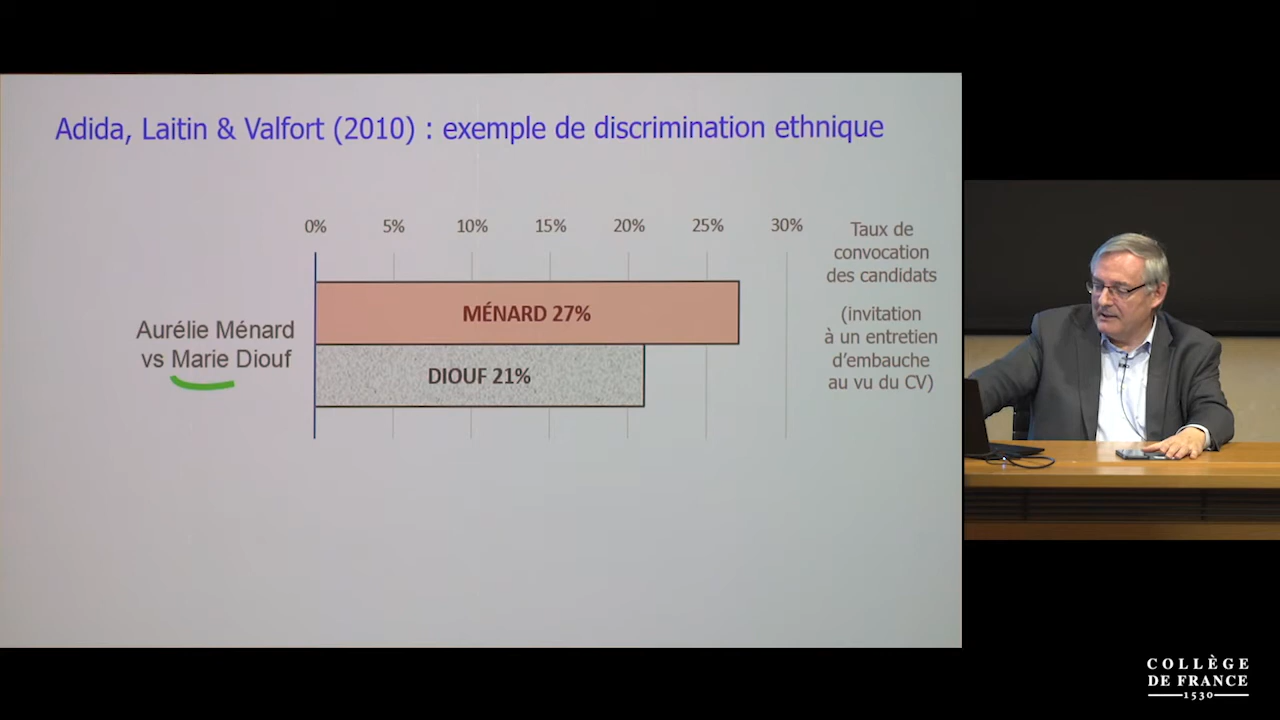 Adida, Laitin & Valfort (2010) : exemple de discrimination ethnique
0% 5% 10% 15% 20% 25% 30%
Taux de
convocation
des candidats
(invitation
à un entretien
d'embauche
au vu du CV)
Aurélie Ménard
vs Marie Diouf
MÉNARD 27%
DIOUF 21%
COLLÈGE
DE FRANCE
1530